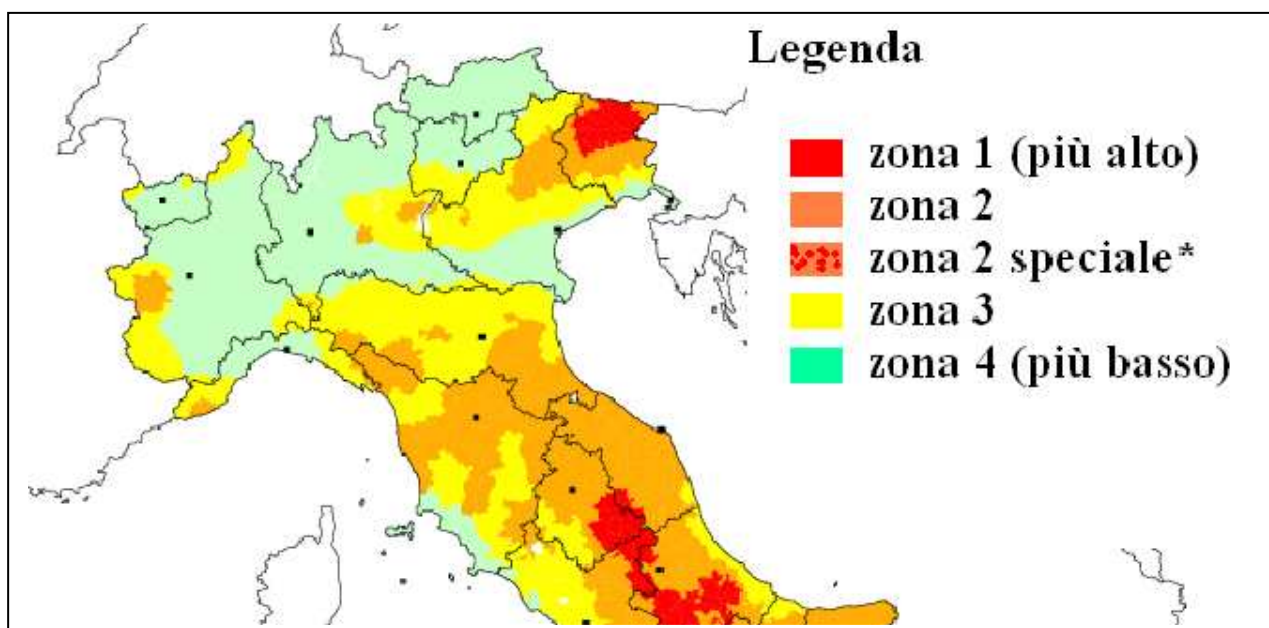 Legenda
zona 1 (più alto)
zona 2
zona 2 speciale*
zona 3
zona 4 (più basso)